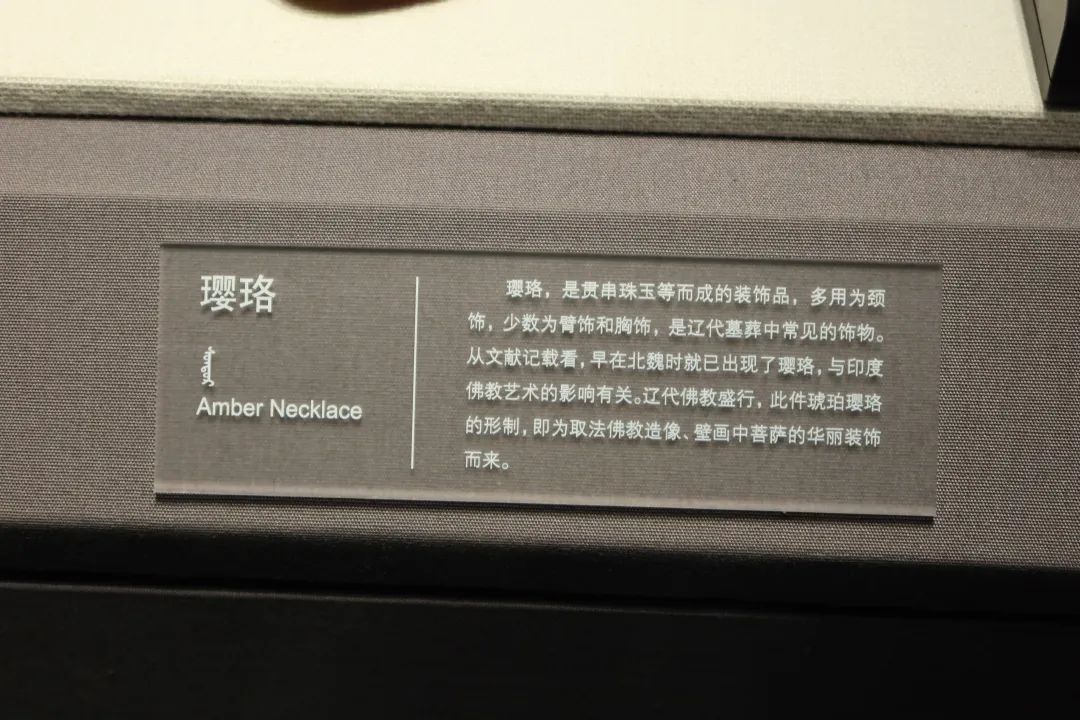 璎珞
Amber Necklace
璎珞，是贯串珠玉等而成的装饰品，多用为颈
饰，少数为臂饰和胸饰，是辽代墓葬中常见的饰物。
从文献记载看，早在北魏时就已出现了璎珞，与印度
佛教艺术的影响有关。辽代佛教盛行，此件琥珀璎珞
的形制，即为取法佛教造像、壁画中菩萨的华丽装饰
而来。